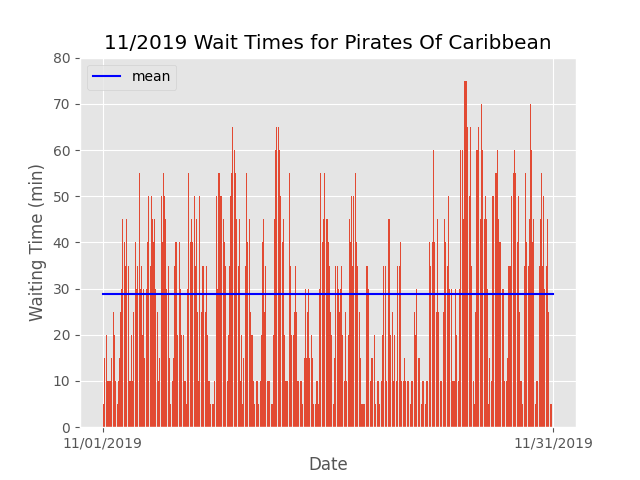 11/2019 Wait Times for Pirates Of Caribbean
mean
80
70
60
50
40
30
20
10
0
Waiting Time (min)
11/01/2019
11/31/2019
Date